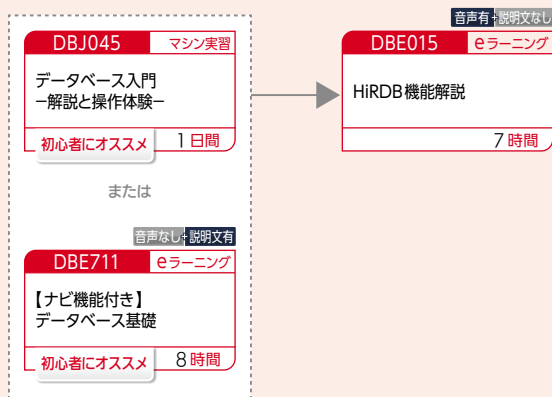 DBJ045 マシン実習
データベース入門
−解説と操作体験−
初心者にオススメ 1日間
または
音声なし+説明文有
DBE711 eラーニング
【ナビ機能付き】
データベース基礎
初心者にオススメ 8時間
音声有+説明文なし
DBE015 eラーニング
HiRDB機能解説
7時間